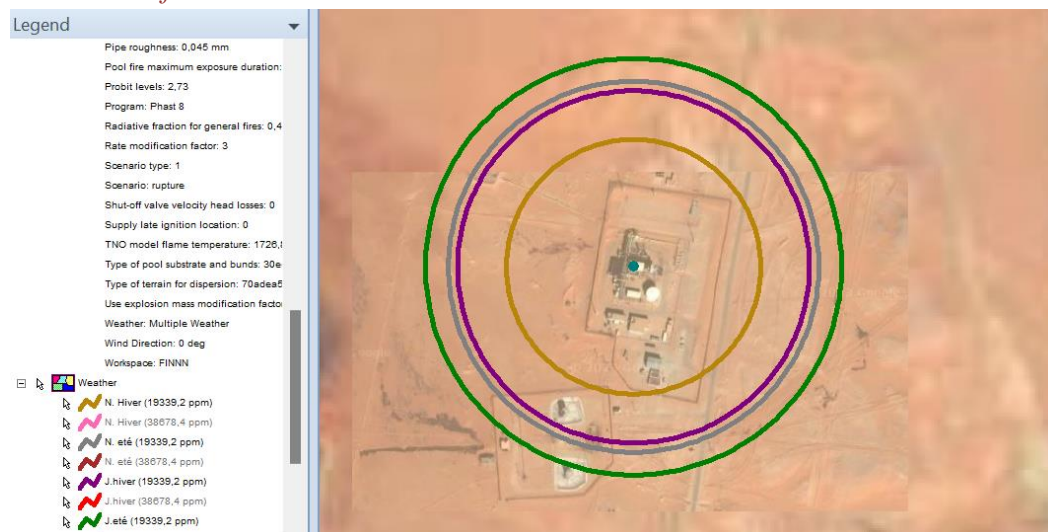 Legend
Pipe roughness: 0,045 mm
Pool fire maximum exposure duration:
Probit levels: 2,73
Program: Phast 8
Radiative fraction for general fires: 0,4
Rate modification factor: 3
Scenario type: 1
Scenario: rupture
Shut-off valve velocity head losses: 0
Supply late ignition location: 0
TNO model flame temperature: 1726,8
Type of pool substrate and bunds: 30e
Type of terrain for dispersion: 70adea5
Use explosion mass modification facto
Weather: Multiple Weather
Wind Direction: 0 deg
Workspace: FINNN
Weather
N. Hiver (19339,2 ppm)
N. Hiver (38678,4 ppm)
N. eté (19339,2 ppm)
N. eté (38678,4 ppm)
J.hiver (19339,2 ppm)
J.hiver (38678,4 ppm)
J.eté (19339,2 ppm)